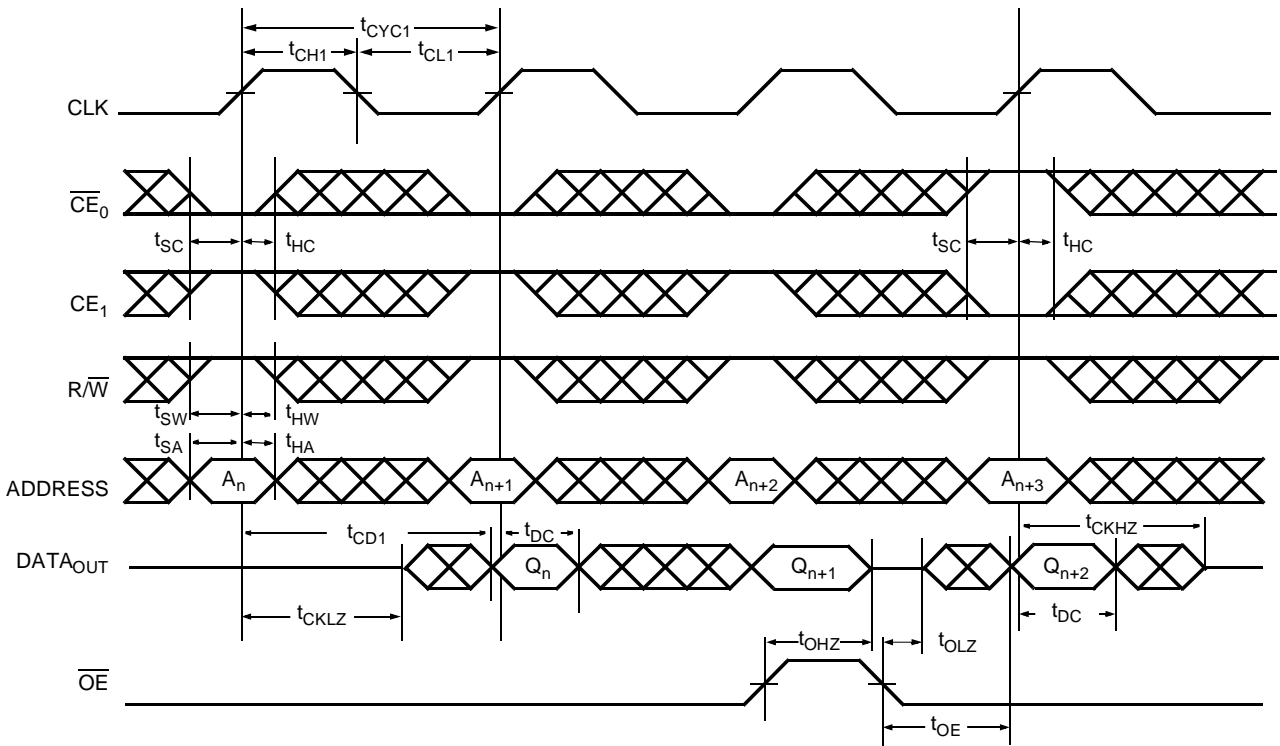 tCYC1
tCH1
tCL1
CLK
CE0
tSC
tHC
tSC
tHC
CE1
R/W
tSW
tHW
tSA
tHA
ADDRESS
An
An+1
An+2
An+3
tCD1
tDC
tCKHZ
DATAOUT
Qn
Qn+1
Qn+2
tCKLZ
tDC
tOHZ
tOLZ
OE
tOE